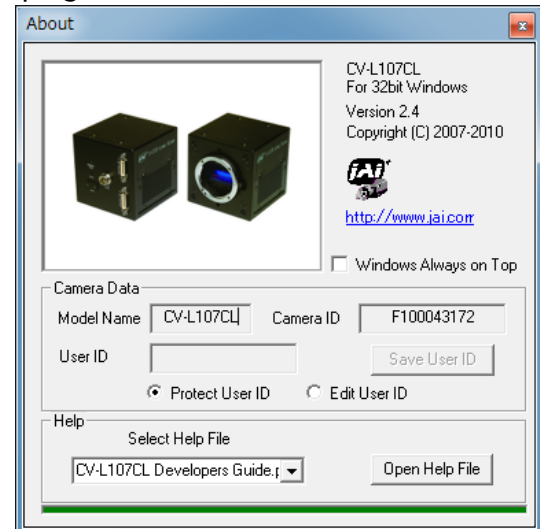 About
CV-L107CL
For 32bit Windows
Version 2.4
Copyright (C) 2007-2010
JAI
http://www.jai.com
Windows Always on Top
Camera Data
Model Name CV-L107CL Camera ID F100043172
User ID Save User ID
Protect User ID Edit User ID
Help
Select Help File
CV-L107CL Developers Guide.p Open Help File